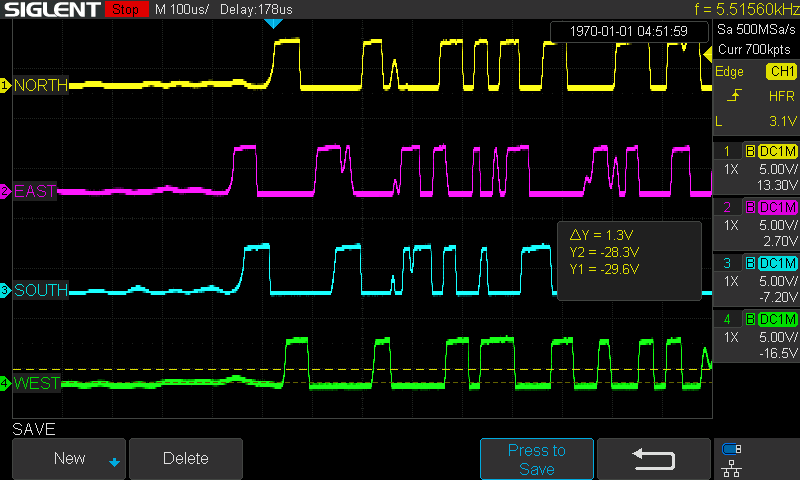 SIGLENT Stop M 100us/ Delay:178us f = 5.51560kHz
1970-01-01 04:51:59
Sa 500MSa/s
Curr 700kpts
Edge CH1
HFR
L 3.1V
1 B DC1M
1X 5.00V/
13.30V
2 B DC1M
1X 5.00V/
2.70V
3 B DC1M
1X 5.00V/
-7.20V
4 B DC1M
1X 5.00V/
-16.5V
1 NORTH
2 EAST
3 SOUTH
4 WEST
ΔY = 1.3V
Y2 = -28.3V
Y1 = -29.6V
SAVE
New
Delete
Press to
Save